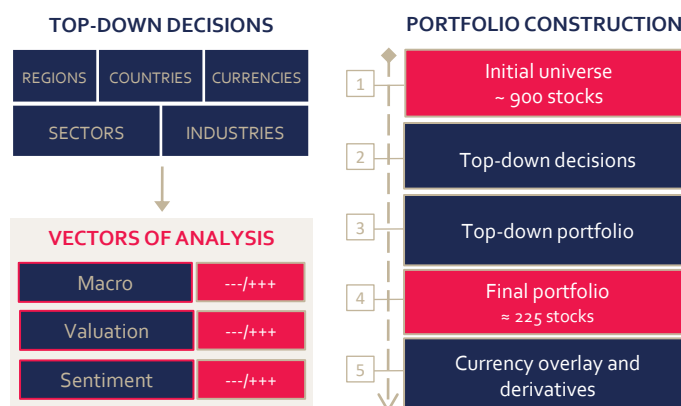 TOP-DOWN DECISIONS
REGIONS
COUNTRIES
CURRENCIES
SECTORS
INDUSTRIES
VECTORS OF ANALYSIS
Macro
---/+++
Valuation
---/+++
Sentiment
---/+++
PORTFOLIO CONSTRUCTION
1
Initial universe
~ 900 stocks
2
Top-down decisions
3
Top-down portfolio
4
Final portfolio
≈ 225 stocks
5
Currency overlay and
derivatives